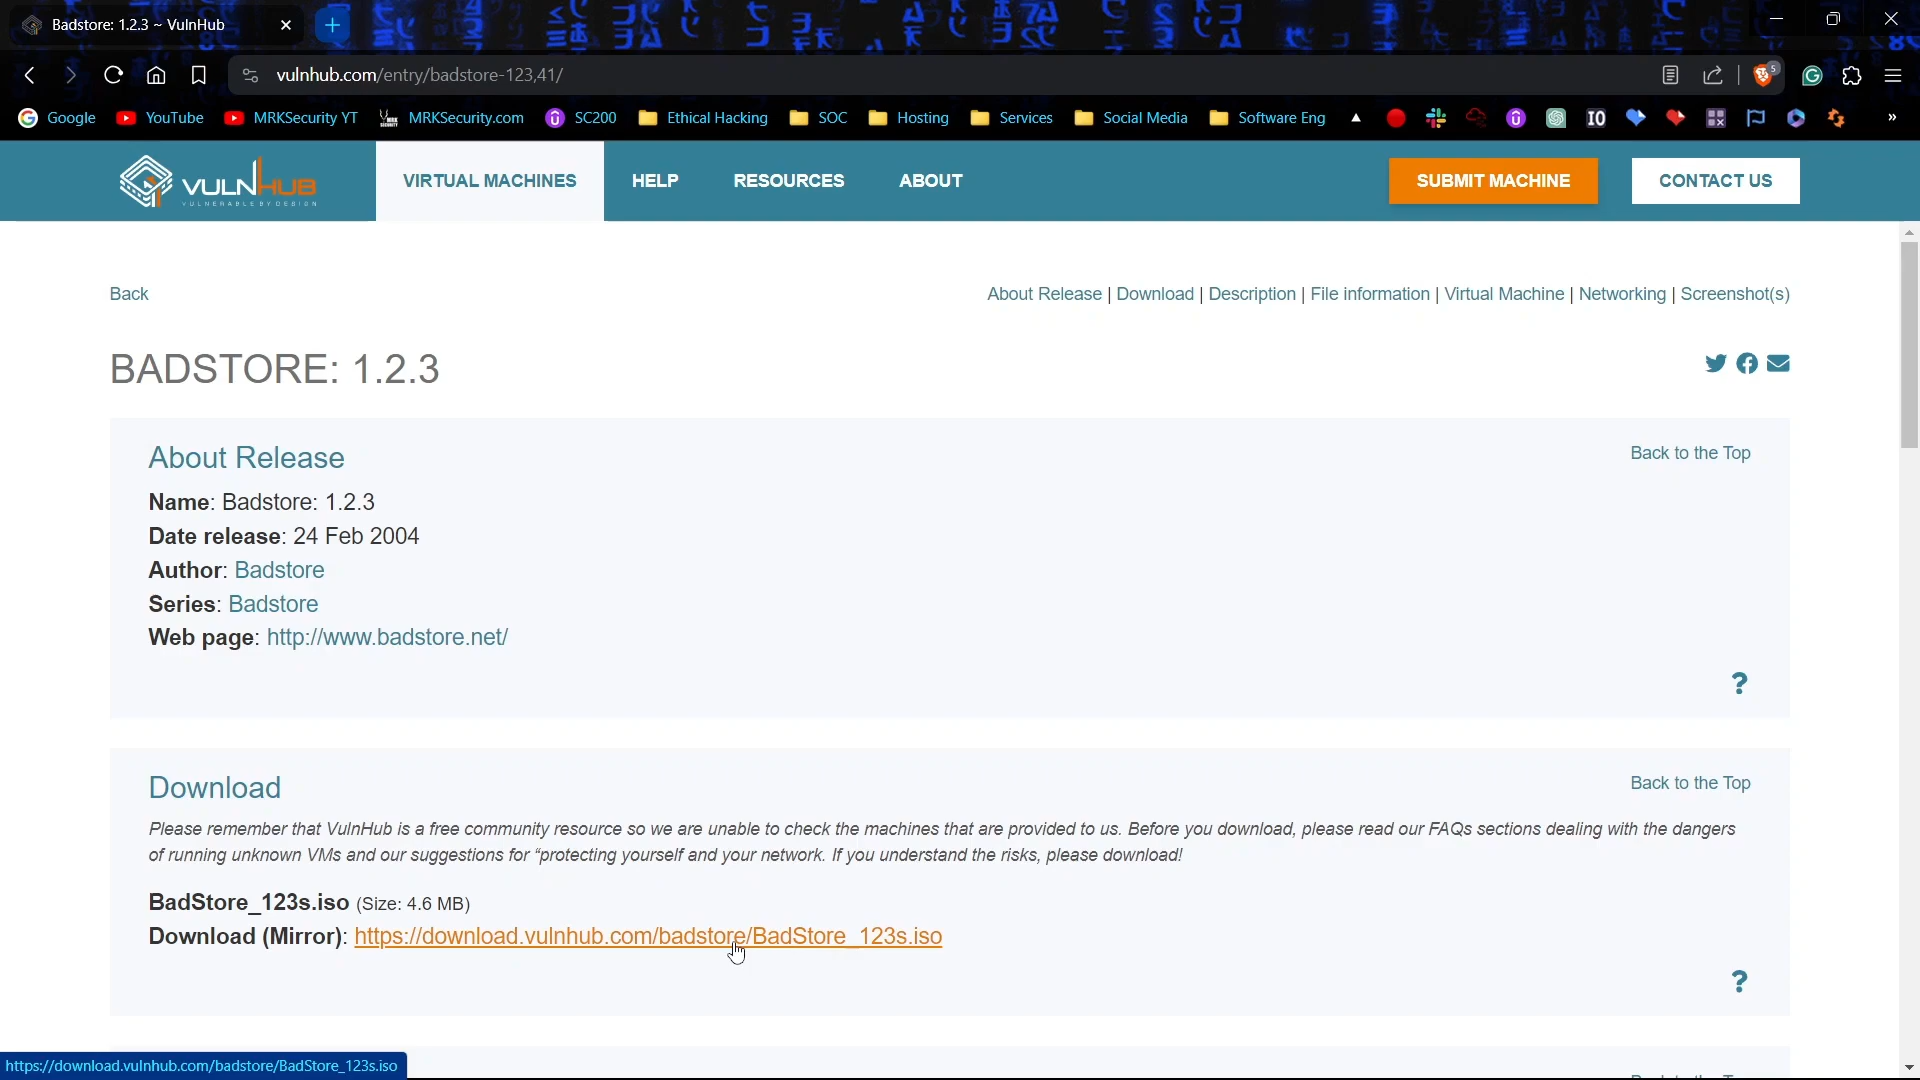 Badstore: 1.2.3 ~ VulnHub
vulnhub.com/entry/badstore-123,41/
5
Google YouTube MRKSecurity YT MRKSecurity.com SC200 Ethical Hacking SOC Hosting Services Social Media Software Eng IO »
VULNHUB VIRTUAL MACHINES HELP RESOURCES ABOUT SUBMIT MACHINE CONTACT US
VULNERABLE BY DESIGN
Back About Release | Download | Description | File information | Virtual Machine | Networking | Screenshot(s)
BADSTORE: 1.2.3
About Release Back to the Top
Name: Badstore: 1.2.3
Date release: 24 Feb 2004
Author: Badstore
Series: Badstore
Web page: http://www.badstore.net/
?
Download Back to the Top
Please remember that VulnHub is a free community resource so we are unable to check the machines that are provided to us. Before you download, please read our FAQs sections dealing with the dangers
of running unknown VMs and our suggestions for “protecting yourself and your network. If you understand the risks, please download!
BadStore_123s.iso (Size: 4.6 MB)
Download (Mirror): https://download.vulnhub.com/badstore/BadStore_123s.iso
?
https://download.vulnhub.com/badstore/BadStore_123s.iso